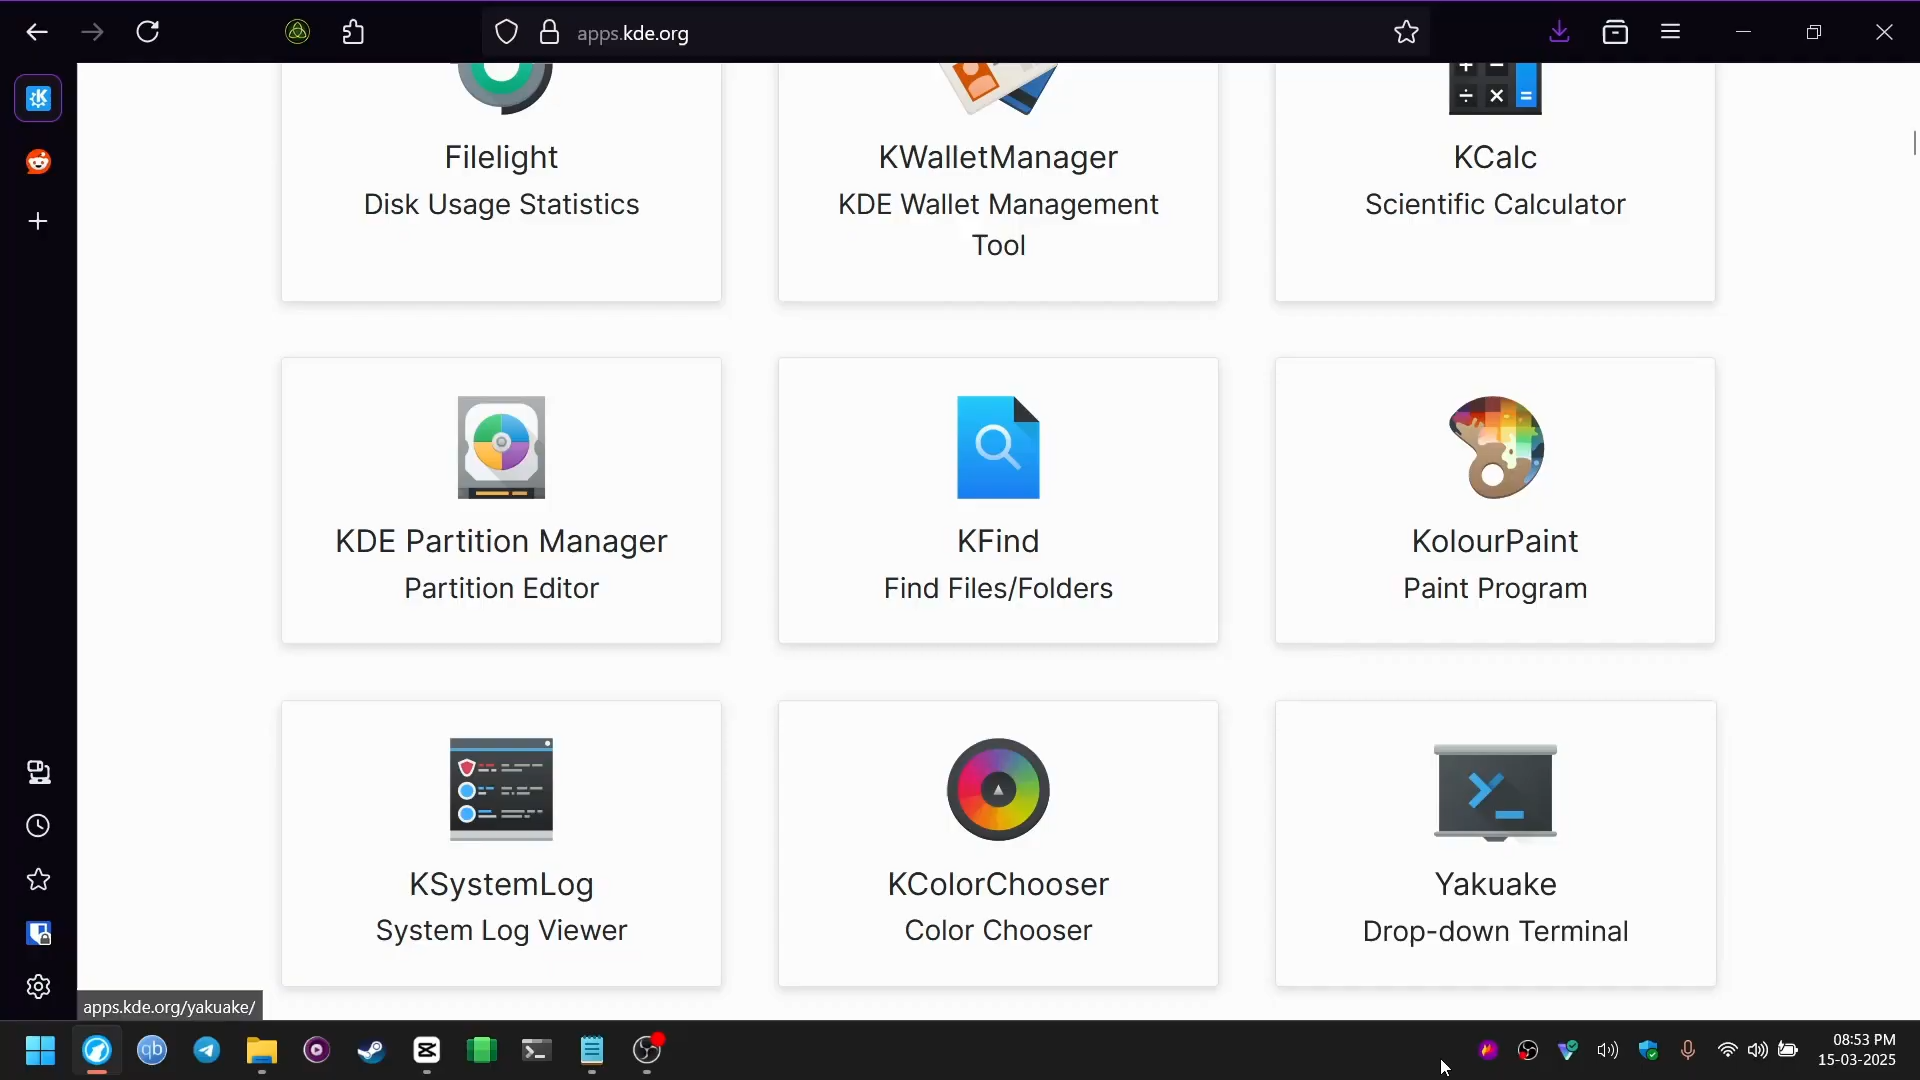 apps.kde.org
Filelight
Disk Usage Statistics
KWalletManager
KDE Wallet Management
Tool
KCalc
Scientific Calculator
KDE Partition Manager
Partition Editor
KFind
Find Files/Folders
KolourPaint
Paint Program
KSystemLog
System Log Viewer
KColorChooser
Color Chooser
Yakuake
Drop-down Terminal
apps.kde.org/yakuake/
qb
08:53 PM
15-03-2025